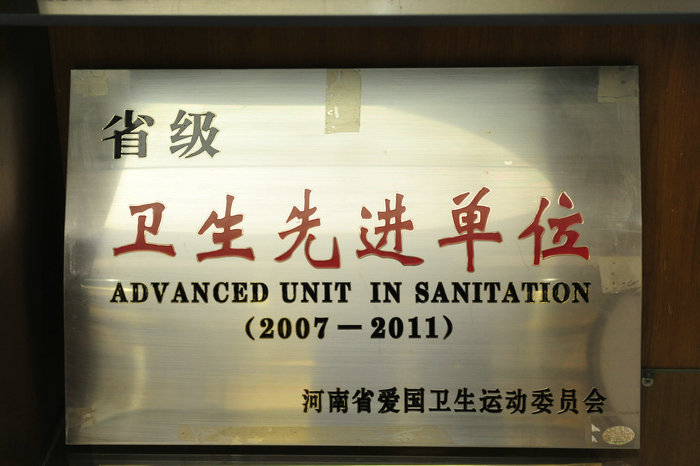 省级
卫生先进单位
ADVANCED UNIT IN SANITATION
(2007—2011)
河南省爱国卫生运动委员会